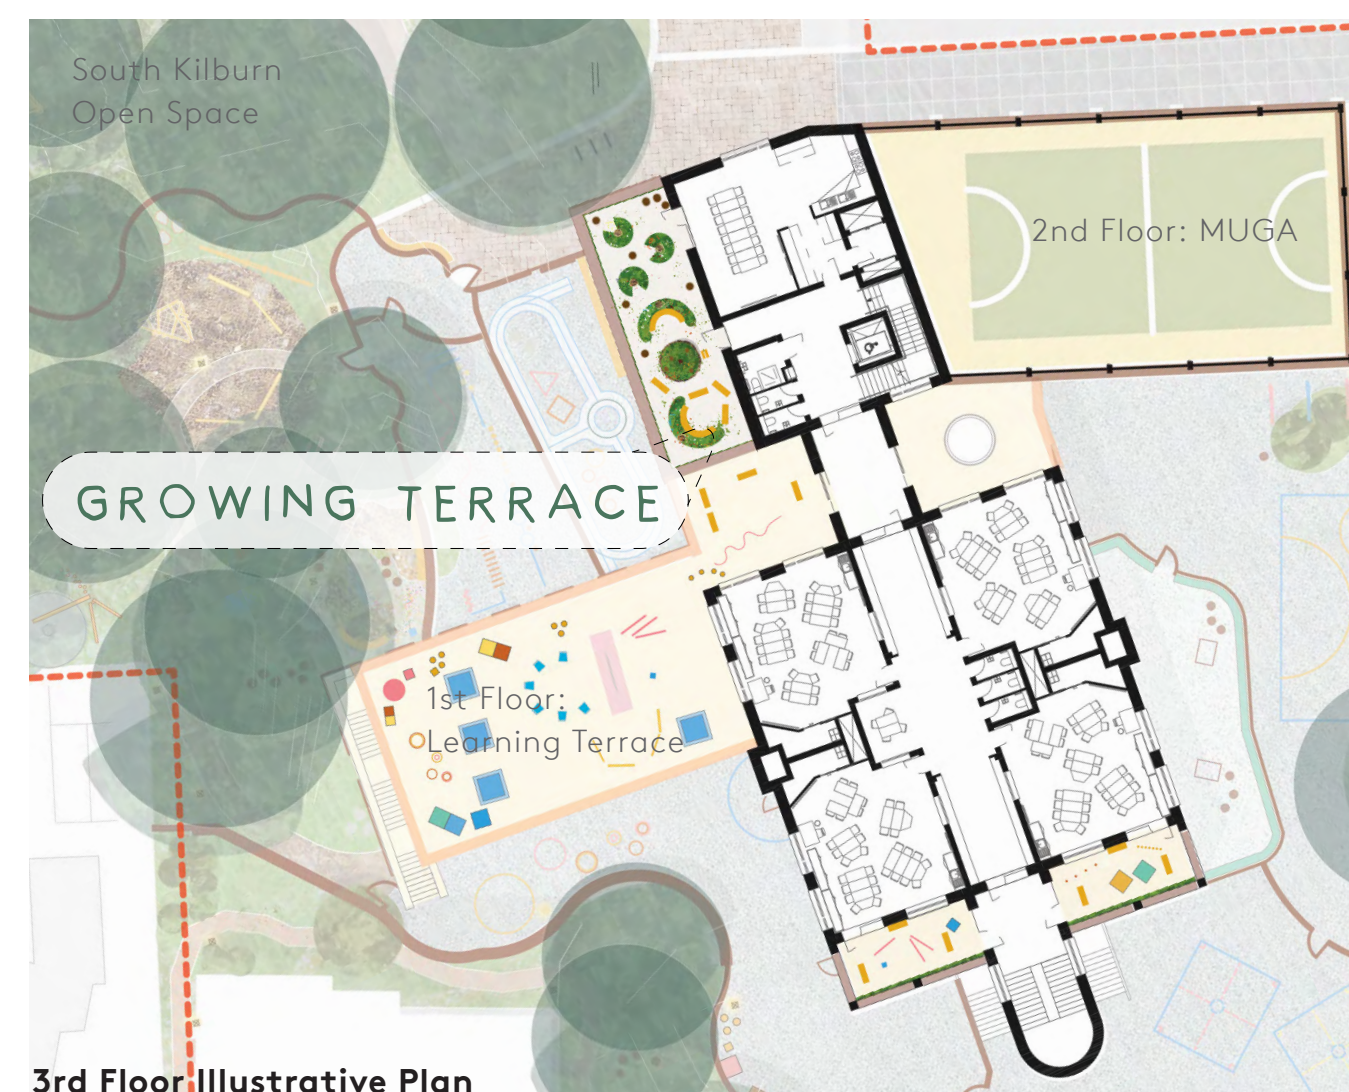 South Kilburn
Open Space
2nd Floor: MUGA
GROWING TERRACE
1st Floor:
Learning Terrace
3rd Floor Illustrative Plan